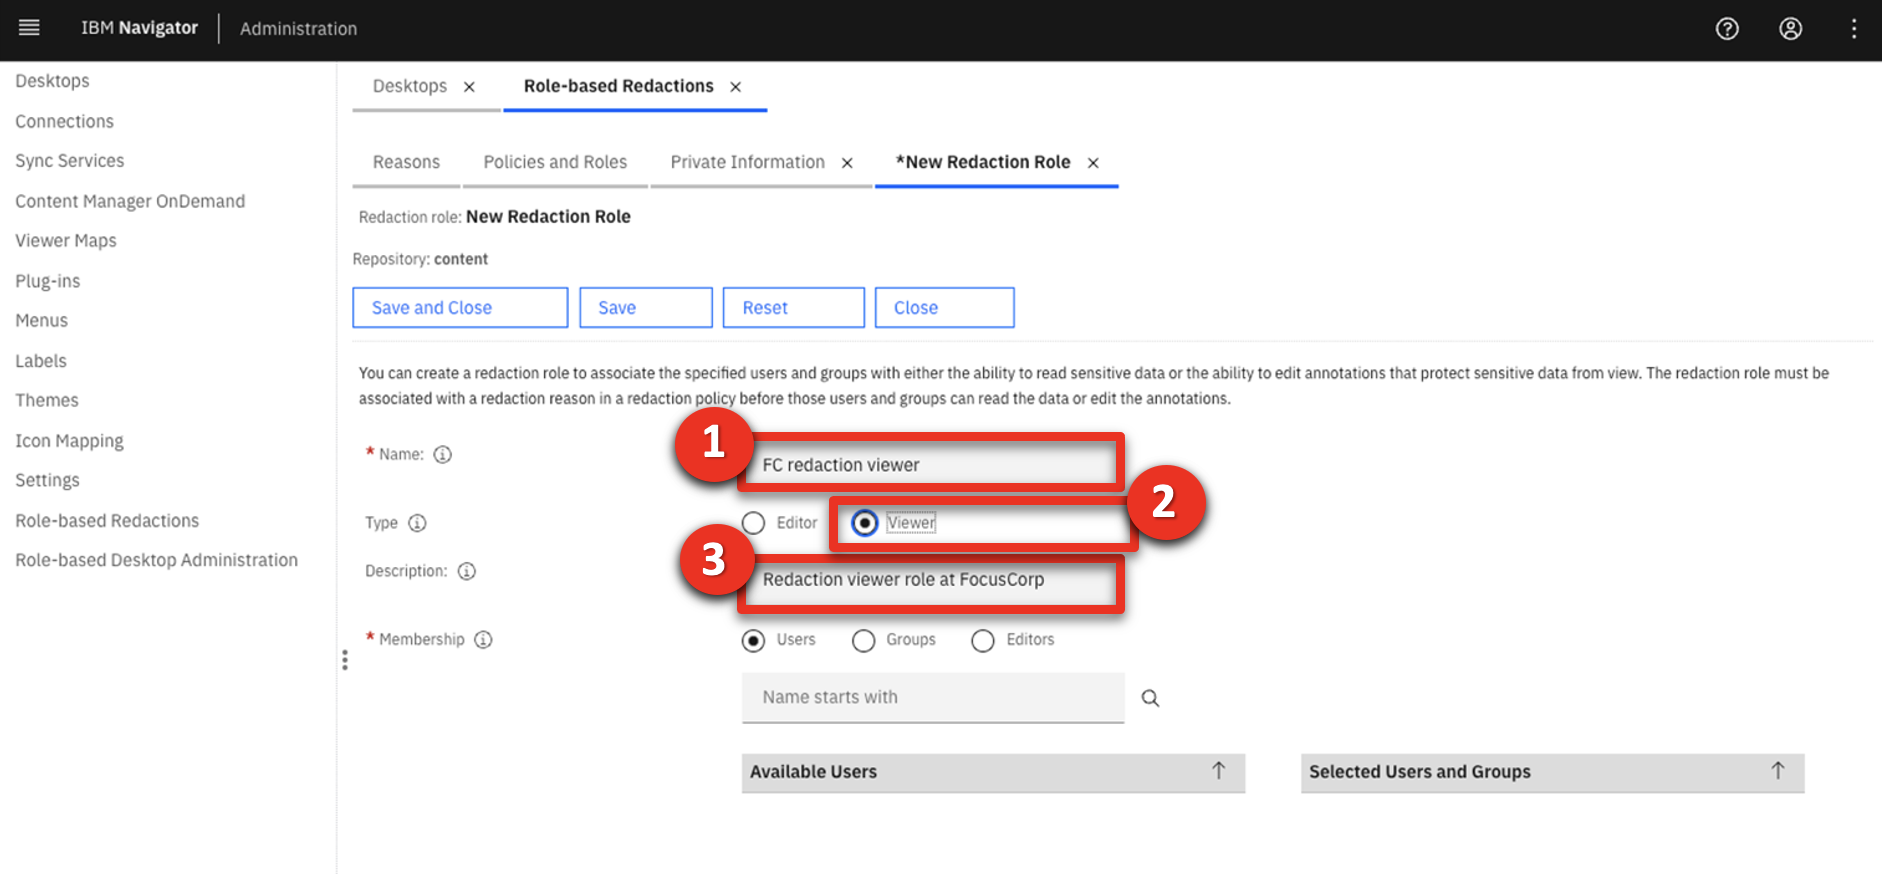 IBM Navigator Administration
Desktops
Connections
Sync Services
Content Manager OnDemand
Viewer Maps
Plug-ins
Menus
Labels
Themes
Icon Mapping
Settings
Role-based Redactions
Role-based Desktop Administration
Desktops Role-based Redactions
Reasons Policies and Roles Private Information *New Redaction Role
Redaction role: New Redaction Role
Repository: content
Save and Close Save Reset Close
You can create a redaction role to associate the specified users and groups with either the ability to read sensitive data or the ability to edit annotations that protect sensitive data from view. The redaction role must be
associated with a redaction reason in a redaction policy before those users and groups can read the data or edit the annotations.
* Name: 1 FC redaction viewer
Type Editor Viewer 2
Description: 3 Redaction viewer role at FocusCorp
* Membership Users Groups Editors
Name starts with
Available Users Selected Users and Groups